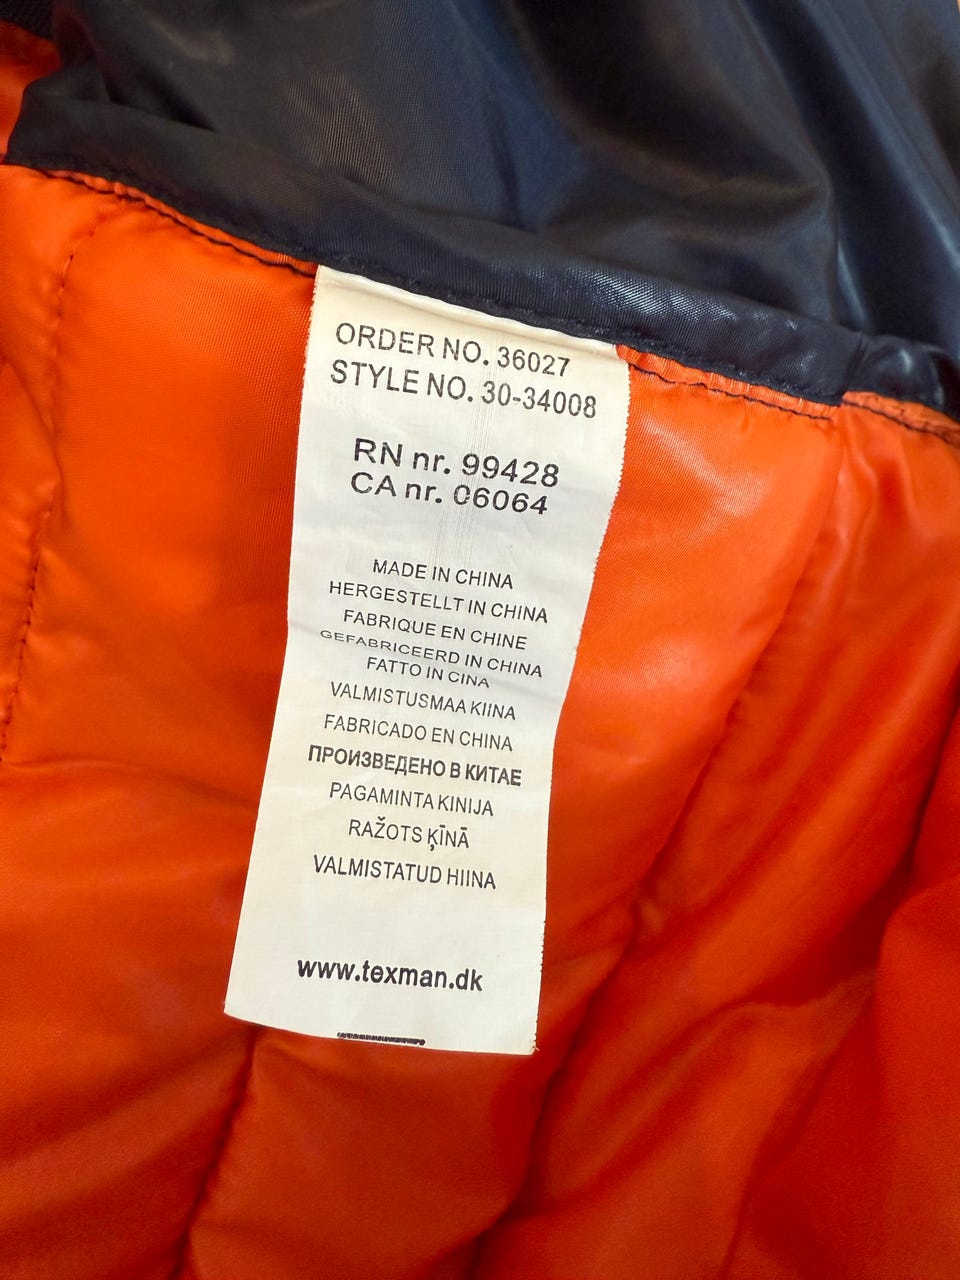 ORDER NO. 36027
STYLE NO. 30-34008
RN nr. 99428
CA nr. 06064
MADE IN CHINA
HERGESTELLT IN CHINA
FABRIQUE EN CHINE
GEFABRICEERD IN CHINA
FATTO IN CINA
VALMISTUSMAA KIINA
FABRICADO EN CHINA
ПРОИЗВЕДЕНО В КИТАЕ
PAGAMINTA KINIJA
RAŽOTS ĶĪNĀ
VALMISTATUD HIINA
www.texman.dk